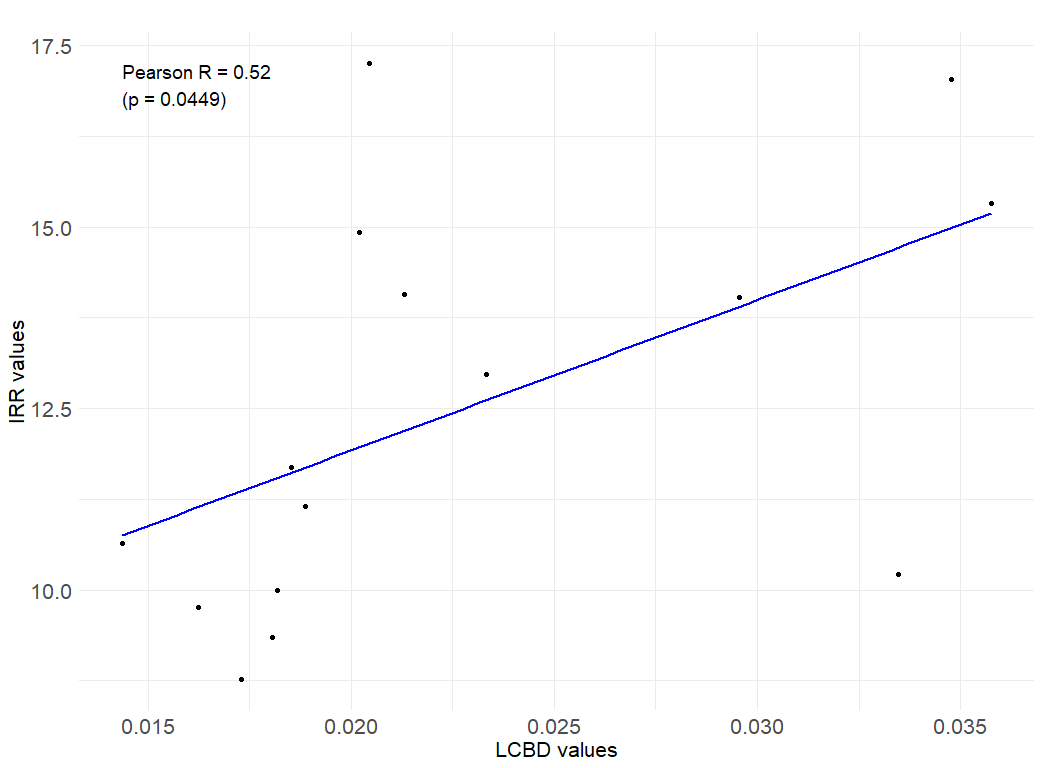 17.5
Pearson R = 0.52
(p = 0.0449)
15.0
12.5
10.0
IRR values
0.015 0.020 0.025 0.030 0.035
LCBD values